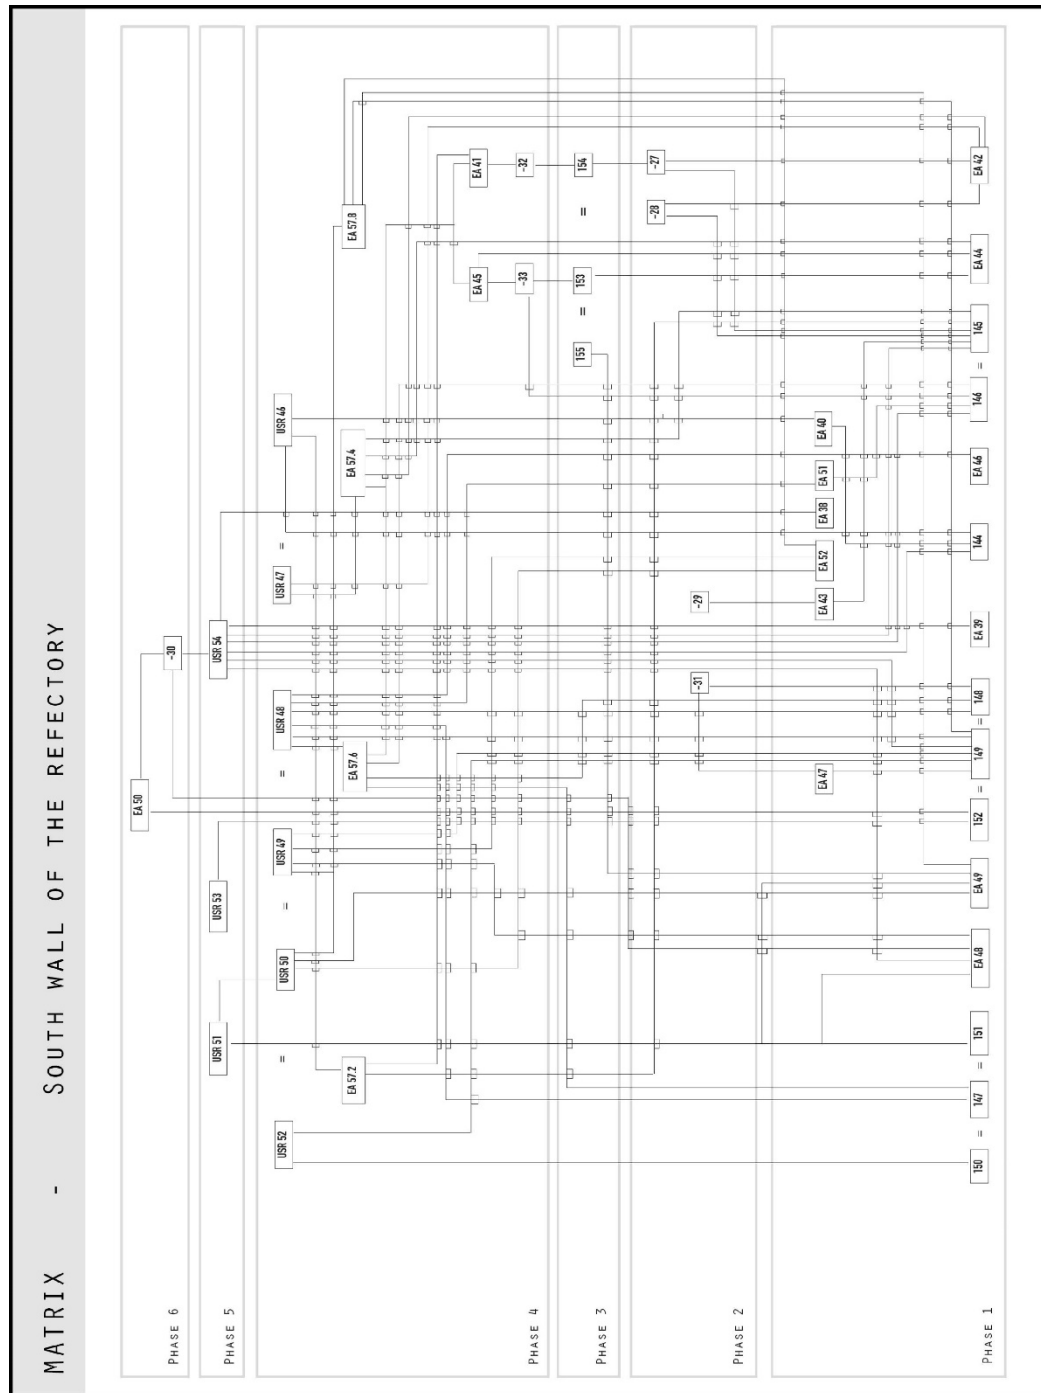 MATRIX - SOUTH WALL OF THE REFECTORY
EA 50
PHASE 6 -30
PHASE 5 USR 51 USR 53 USR 54
USR 52 = USR 50 = USR 49 = USR 48 USR 47 = USR 46
EA 57.2 EA 57.6 EA 57.4 EA 57.8
EA 45 EA 41
PHASE 4 -33 -32
155 = 153 = 154
PHASE 3
-28 -27
-31 -29
PHASE 2
EA 47 EA 43 EA 52 EA 38 EA 51 EA 40
150 = 147 = 151 EA 48 EA 49 152 = 149 = 148 EA 39 144 EA 46 146 = 145 EA 44 EA 42
PHASE 1